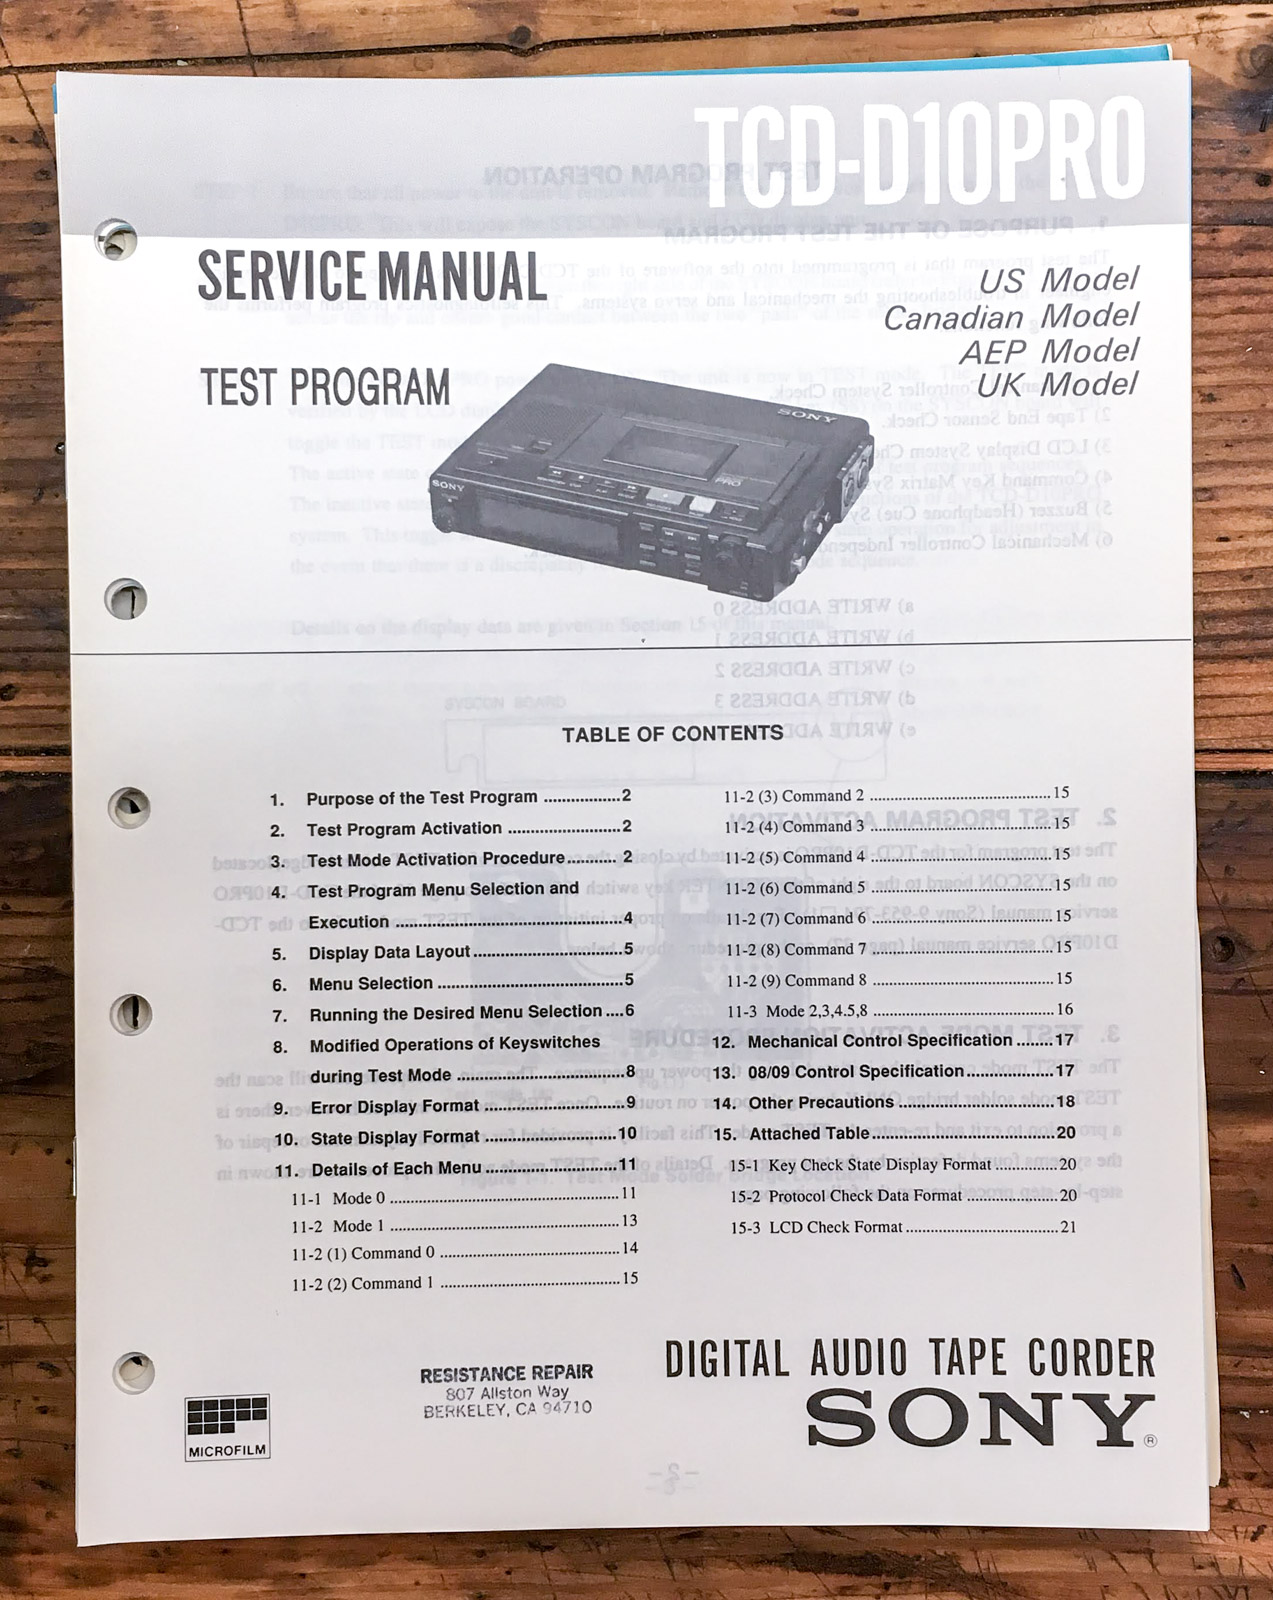 TCD-D10PRO
SERVICE MANUAL
TEST PROGRAM
US Model
Canadian Model
AEP Model
UK Model
SONY
SONY
PRO
TABLE OF CONTENTS
1. Purpose of the Test Program ................. 2
2. Test Program Activation ......................... 2
3. Test Mode Activation Procedure ........... 2
4. Test Program Menu Selection and
Execution ................................................... 4
5. Display Data Layout .................................. 5
6. Menu Selection .......................................... 5
7. Running the Desired Menu Selection .... 6
8. Modified Operations of Keyswitches
during Test Mode ...................................... 8
9. Error Display Format ................................ 9
10. State Display Format ............................. 10
11. Details of Each Menu ............................. 11
11-1 Mode 0 .......................................................... 11
11-2 Mode 1 .......................................................... 13
11-2 (1) Command 0 ............................................. 14
11-2 (2) Command 1 ............................................. 15
11-2 (3) Command 2 ............................................. 15
11-2 (4) Command 3 ............................................. 15
11-2 (5) Command 4 ............................................. 15
11-2 (6) Command 5 ............................................. 15
11-2 (7) Command 6 ............................................. 15
11-2 (8) Command 7 ............................................. 15
11-2 (9) Command 8 ............................................. 15
11-3 Mode 2,3,4.5,8 ............................................. 16
12. Mechanical Control Specification ........ 17
13. 08/09 Control Specification ................... 17
14. Other Precautions ................................... 18
15. Attached Table ......................................... 20
15-1 Key Check State Display Format .................. 20
15-2 Protocol Check Data Format ........................ 20
15-3 LCD Check Format ....................................... 21
DIGITAL AUDIO TAPE CORDER
SONY®
RESISTANCE REPAIR
807 Allston Way
BERKELEY, CA 94710
MICROFILM